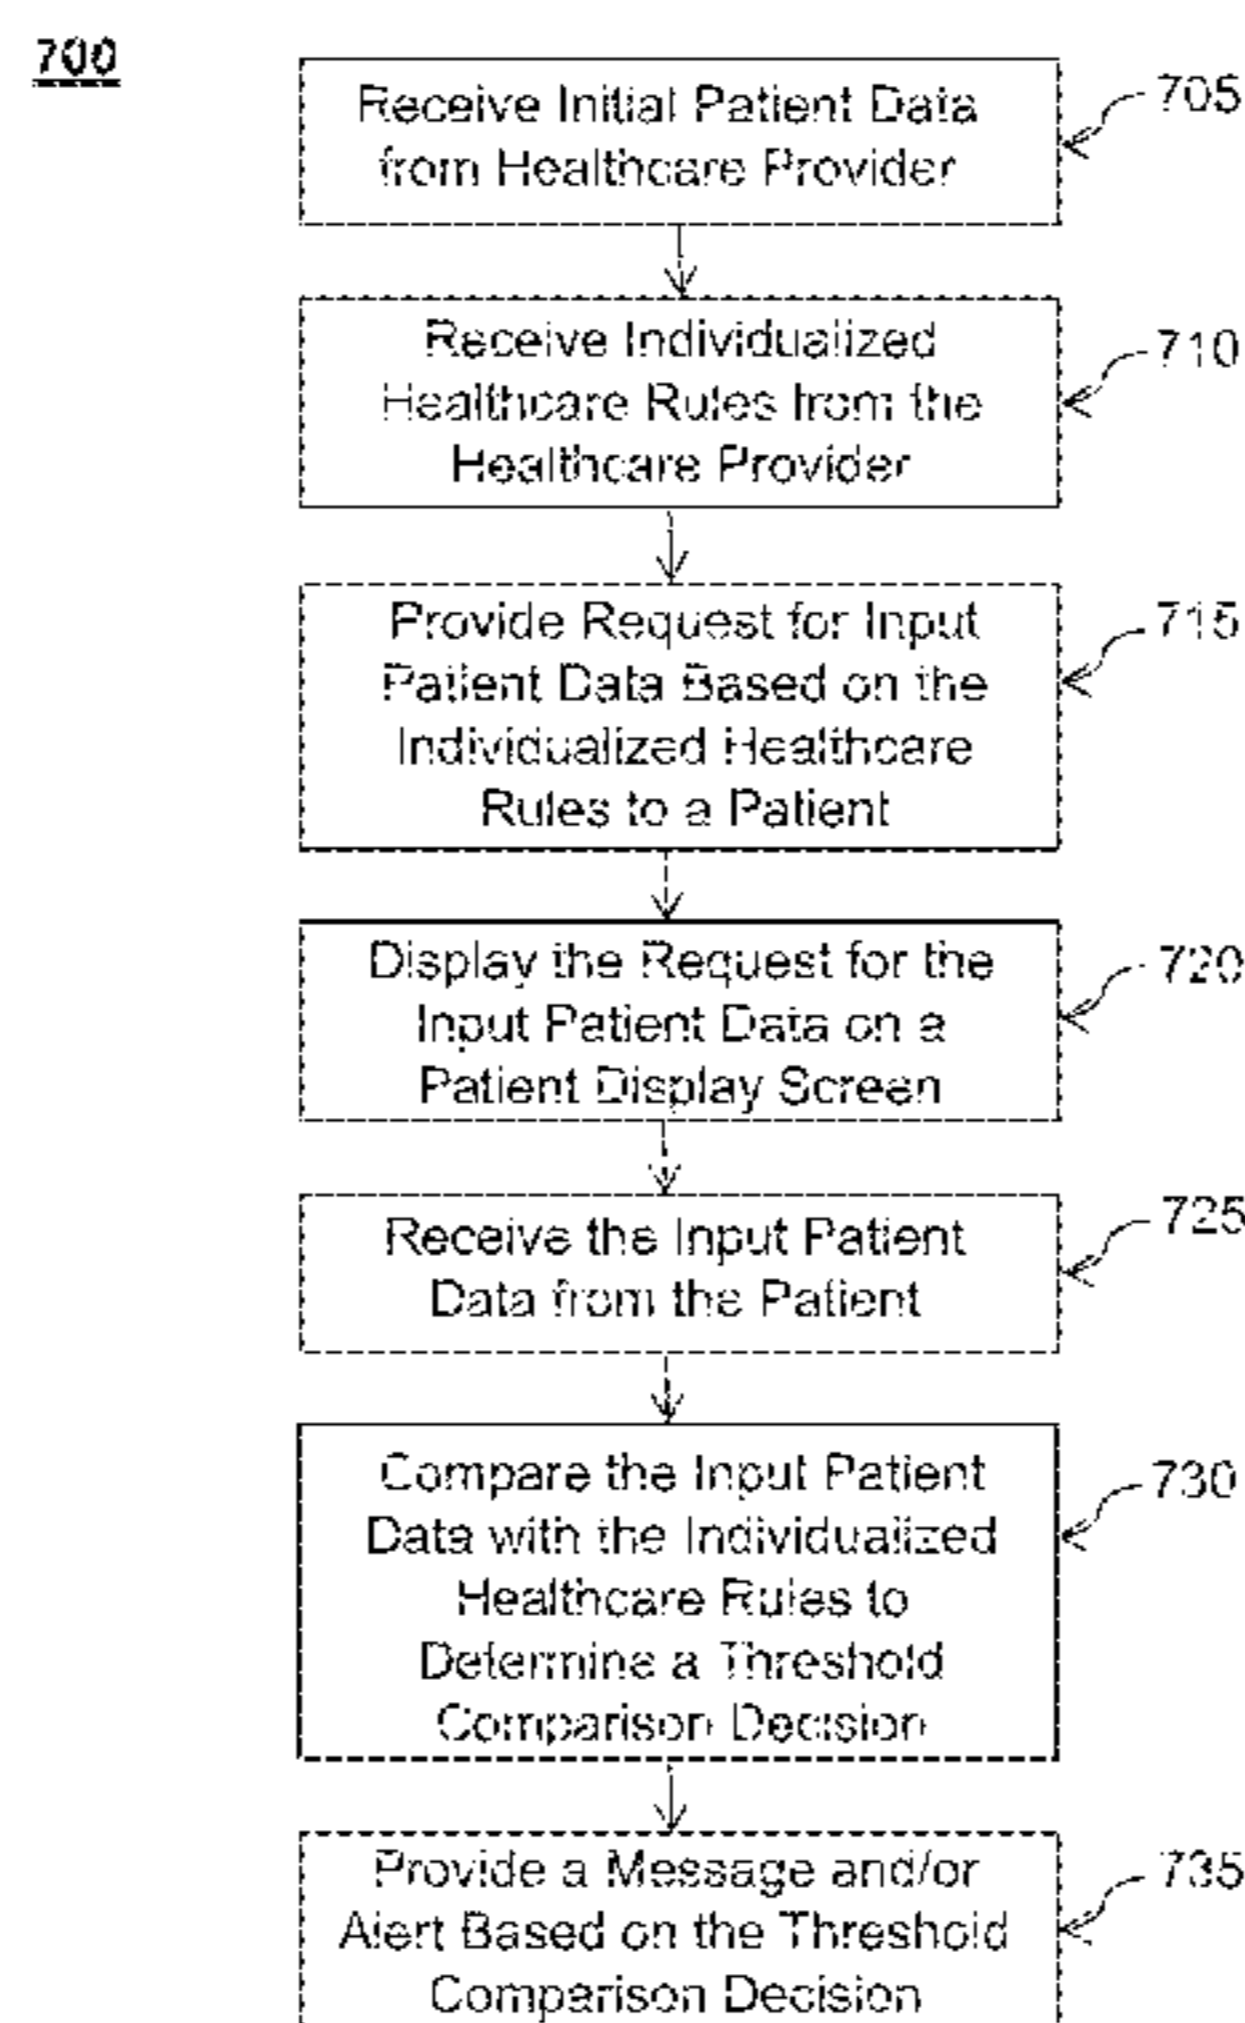 700
Receive Initial Patient Data
from Healthcare Provider
705
Receive Individualized
Healthcare Rules from the
Healthcare Provider
710
Provide Request for Input
Patient Data Based on the
Individualized Healthcare
Rules to a Patient
715
Display the Request for the
Input Patient Data on a
Patient Display Screen
720
Receive the Input Patient
Data from the Patient
725
Compare the Input Patient
Data with the Individualized
Healthcare Rules to
Determine a Threshold
Comparison Decision
730
Provide a Message and/or
Alert Based on the Threshold
Comparison Decision
735